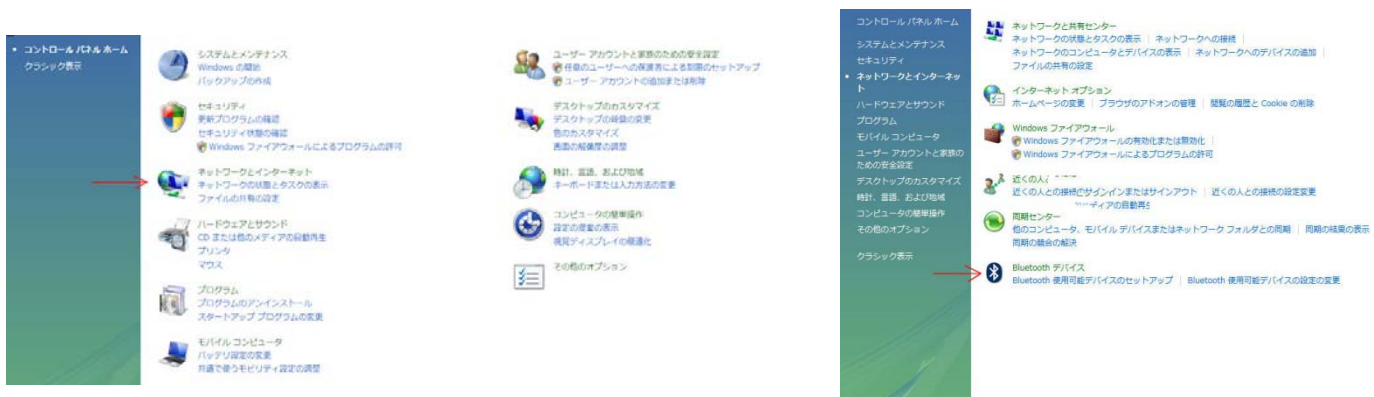 コントロール パネル ホーム
クラシック表示
システムとメンテナンス
Windows の開始
バックアップの作成
セキュリティ
更新プログラムの確認
セキュリティ状態の確認
Windows ファイアウォールによるプログラムの許可
ネットワークとインターネット
ネットワークの状態とタスクの表示
ファイルの共有の設定
ハードウェアとサウンド
CD または他のメディアの自動再生
プリンタ
マウス
プログラム
プログラムのアンインストール
スタートアップ プログラムの変更
モバイル コンピュータ
バッテリ設定の変更
共通で使うモビリティ設定の調整
ユーザー アカウントと家族のための安全設定
任意のユーザーへの保護者による制限のセットアップ
ユーザー アカウントの追加または削除
デスクトップのカスタマイズ
デスクトップの背景の変更
色のカスタマイズ
画面の解像度の調整
時計、言語、および地域
キーボードまたは入力方法の変更
コンピュータの簡単操作
設定の提案の表示
視覚ディスプレイの最適化
その他のオプション
コントロール パネル ホーム
システムとメンテナンス
セキュリティ
ネットワークとインターネッ
ト
ハードウェアとサウンド
プログラム
モバイル コンピュータ
ユーザー アカウントと家族の
ための安全設定
デスクトップのカスタマイズ
時計、言語、および地域
コンピュータの簡単操作
その他のオプション
クラシック表示
ネットワークと共有センター
ネットワークの状態とタスクの表示 | ネットワークへの接続 |
ネットワークのコンピュータとデバイスの表示 | ネットワークへのデバイスの追加 |
ファイルの共有の設定
インターネット オプション
ホームページの変更 | ブラウザのアドオンの管理 | 閲覧の履歴と Cookie の削除
Windows ファイアウォール
Windows ファイアウォールの有効化または無効化 |
Windows ファイアウォールによるプログラムの許可
近くの人
近くの人との接続にサインインまたはサインアウト | 近くの人との接続の設定変更
ディアの自動再
同期センター
他のコンピュータ、モバイル デバイスまたはネットワーク フォルダとの同期 | 同期の結果の表示
同期の競合の解決
Bluetooth デバイス
Bluetooth 使用可能デバイスのセットアップ | Bluetooth 使用可能デバイスの設定の変更